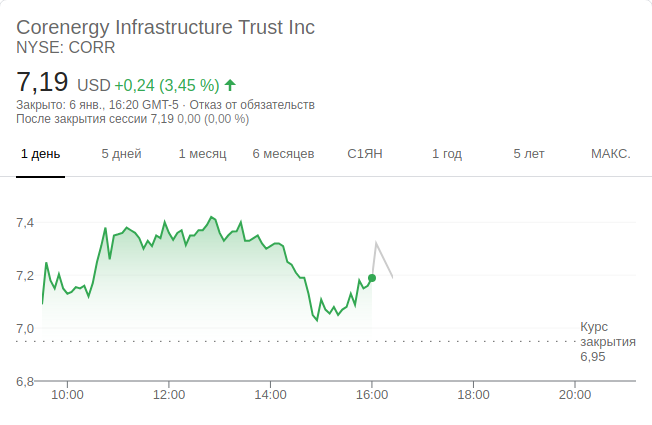 Corenergy Infrastructure Trust Inc
NYSE: CORR
7,19 USD +0,24 (3,45 %)
Закрыто: 6 янв., 16:20 GMT-5 · Отказ от обязательств
После закрытия сессии 7,19 0,00 (0,00 %)
1 день 5 дней 1 месяц 6 месяцев С1ЯН 1 год 5 лет МАКС.
7,4
7,2
7,0
Курс
закрытия
6,95
6,8
10:00 12:00 14:00 16:00 18:00 20:00